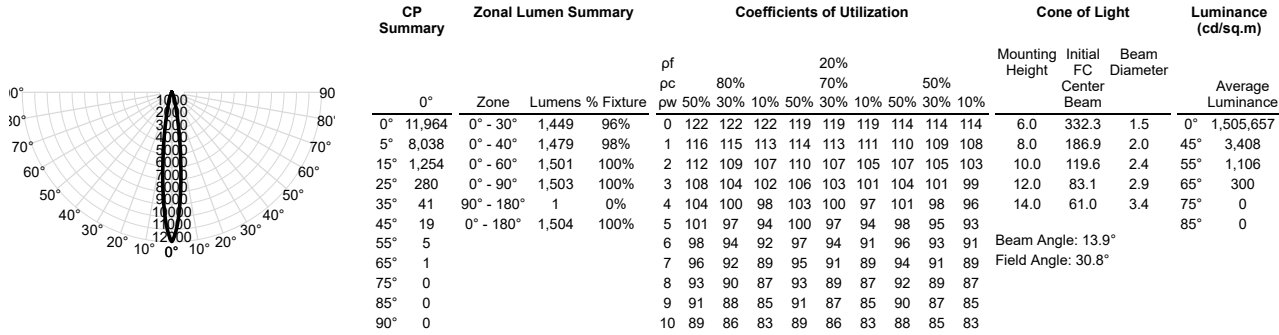 CP Summary Zonal Lumen Summary Coefficients of Utilization Cone of Light Luminance (cd/sq.m)
ρf 20%
ρc 80% 70% 50%
0° Zone Lumens % Fixture ρw 50% 30% 10% 50% 30% 10% 50% 30% 10% Mounting Height Initial FC Center Beam Beam Diameter Average Luminance
0° 11,964 0° - 30° 1,449 96% 0 122 122 122 119 119 119 114 114 114 6.0 332.3 1.5 0° 1,505,657
5° 8,038 0° - 40° 1,479 98% 1 116 115 113 114 113 111 110 109 108 8.0 186.9 2.0 45° 3,408
15° 1,254 0° - 60° 1,501 100% 2 112 109 107 110 107 105 107 105 103 10.0 119.6 2.4 55° 1,106
25° 280 0° - 90° 1,503 100% 3 108 104 102 106 103 101 104 101 99 12.0 83.1 2.9 65° 300
35° 41 90° - 180° 1 0% 4 104 100 98 103 100 97 101 98 96 14.0 61.0 3.4 75° 0
45° 19 0° - 180° 1,504 100% 5 101 97 94 100 97 94 98 95 93 85° 0
55° 5 6 98 94 92 97 94 91 96 93 91 Beam Angle: 13.9°
65° 1 7 96 92 89 95 91 89 94 91 89 Field Angle: 30.8°
75° 0 8 93 90 87 93 89 87 92 89 87
85° 0 9 91 88 85 91 87 85 90 87 85
90° 0 10 89 86 83 89 86 83 88 85 83
1000
2000
3000
4000
5000
6000
7000
8000
9000
10000
70° 70°
60° 60°
50° 50°
40° 40°
30° 30°
20° 20°
10° 10°
0°
90
80°